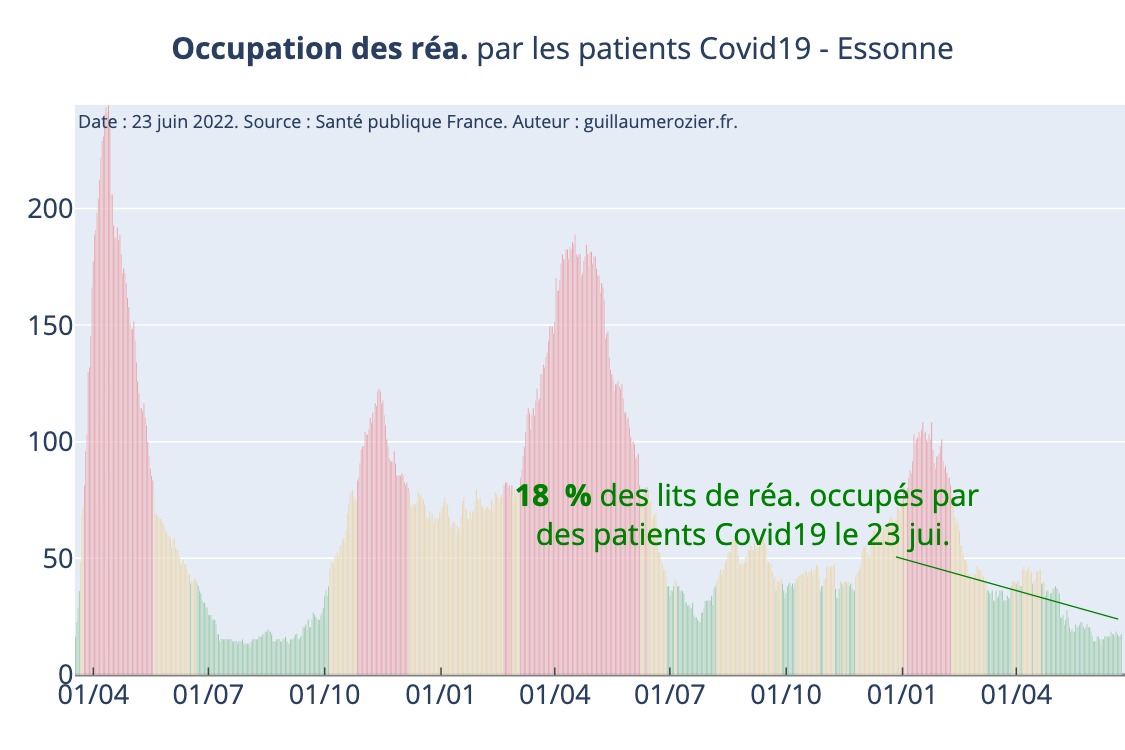 Occupation des réa. par les patients Covid19 - Essonne
Date : 23 juin 2022. Source : Santé publique France. Auteur : guillaumerozier.fr.
200
150
100
18 % des lits de réa. occupés par
des patients Covid19 le 23 jui.
50
0
01/04 01/07 01/10 01/01 01/04 01/07 01/10 01/01 01/04